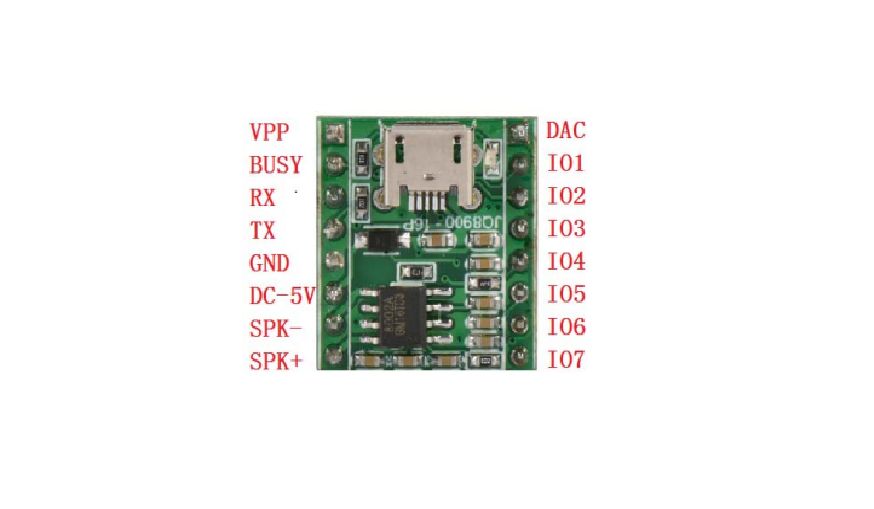 VPP
BUSY
RX
TX
GND
DC-5V
SPK-
SPK+
DAC
IO1
IO2
IO3
IO4
IO5
IO6
IO7
JQ8900-16P
8002A